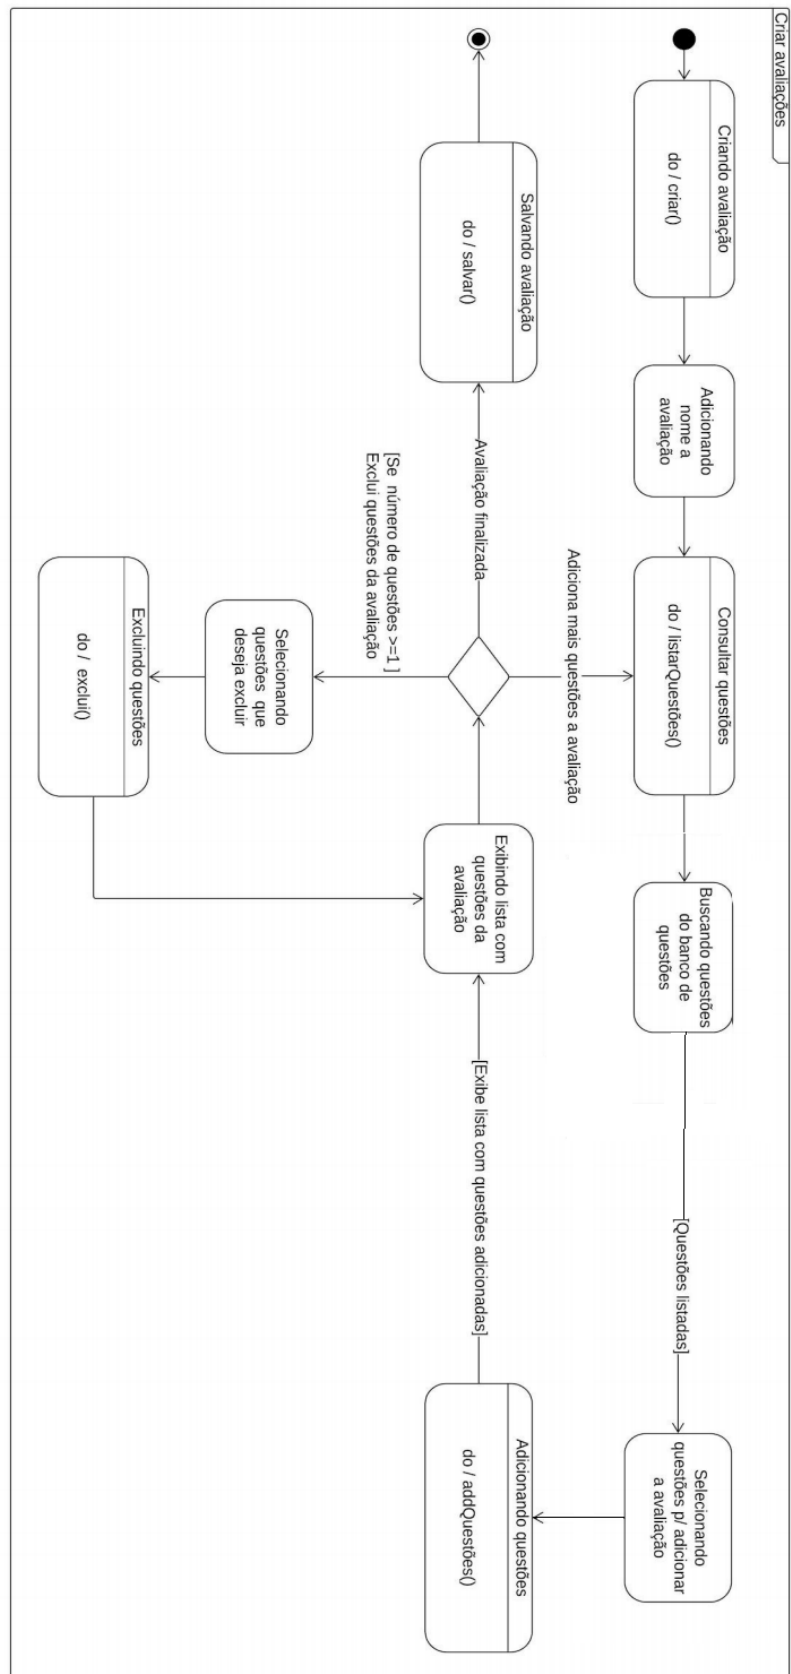 Criar avaliações
Criando avaliação
do / criar()
Adicionando
nome a
avaliação
Consultar questões
do / listarQuestões()
Buscando questões
do banco de
questões
[Questões listadas]
Selecionando
questões p/ adicionar
a avaliação
Adiciona mais questões a avaliação
Salvando avaliação
do / salvar()
Avaliação finalizada
Exibindo lista com
questões da
avaliação
[Exibe lista com questões adicionadas]
Adicionando questões
do / addQuestões()
[Se número de questões >=1 ]
Exclui questões da avaliação
Selecionando
questões que
deseja excluir
Excluindo questões
do / exclui()